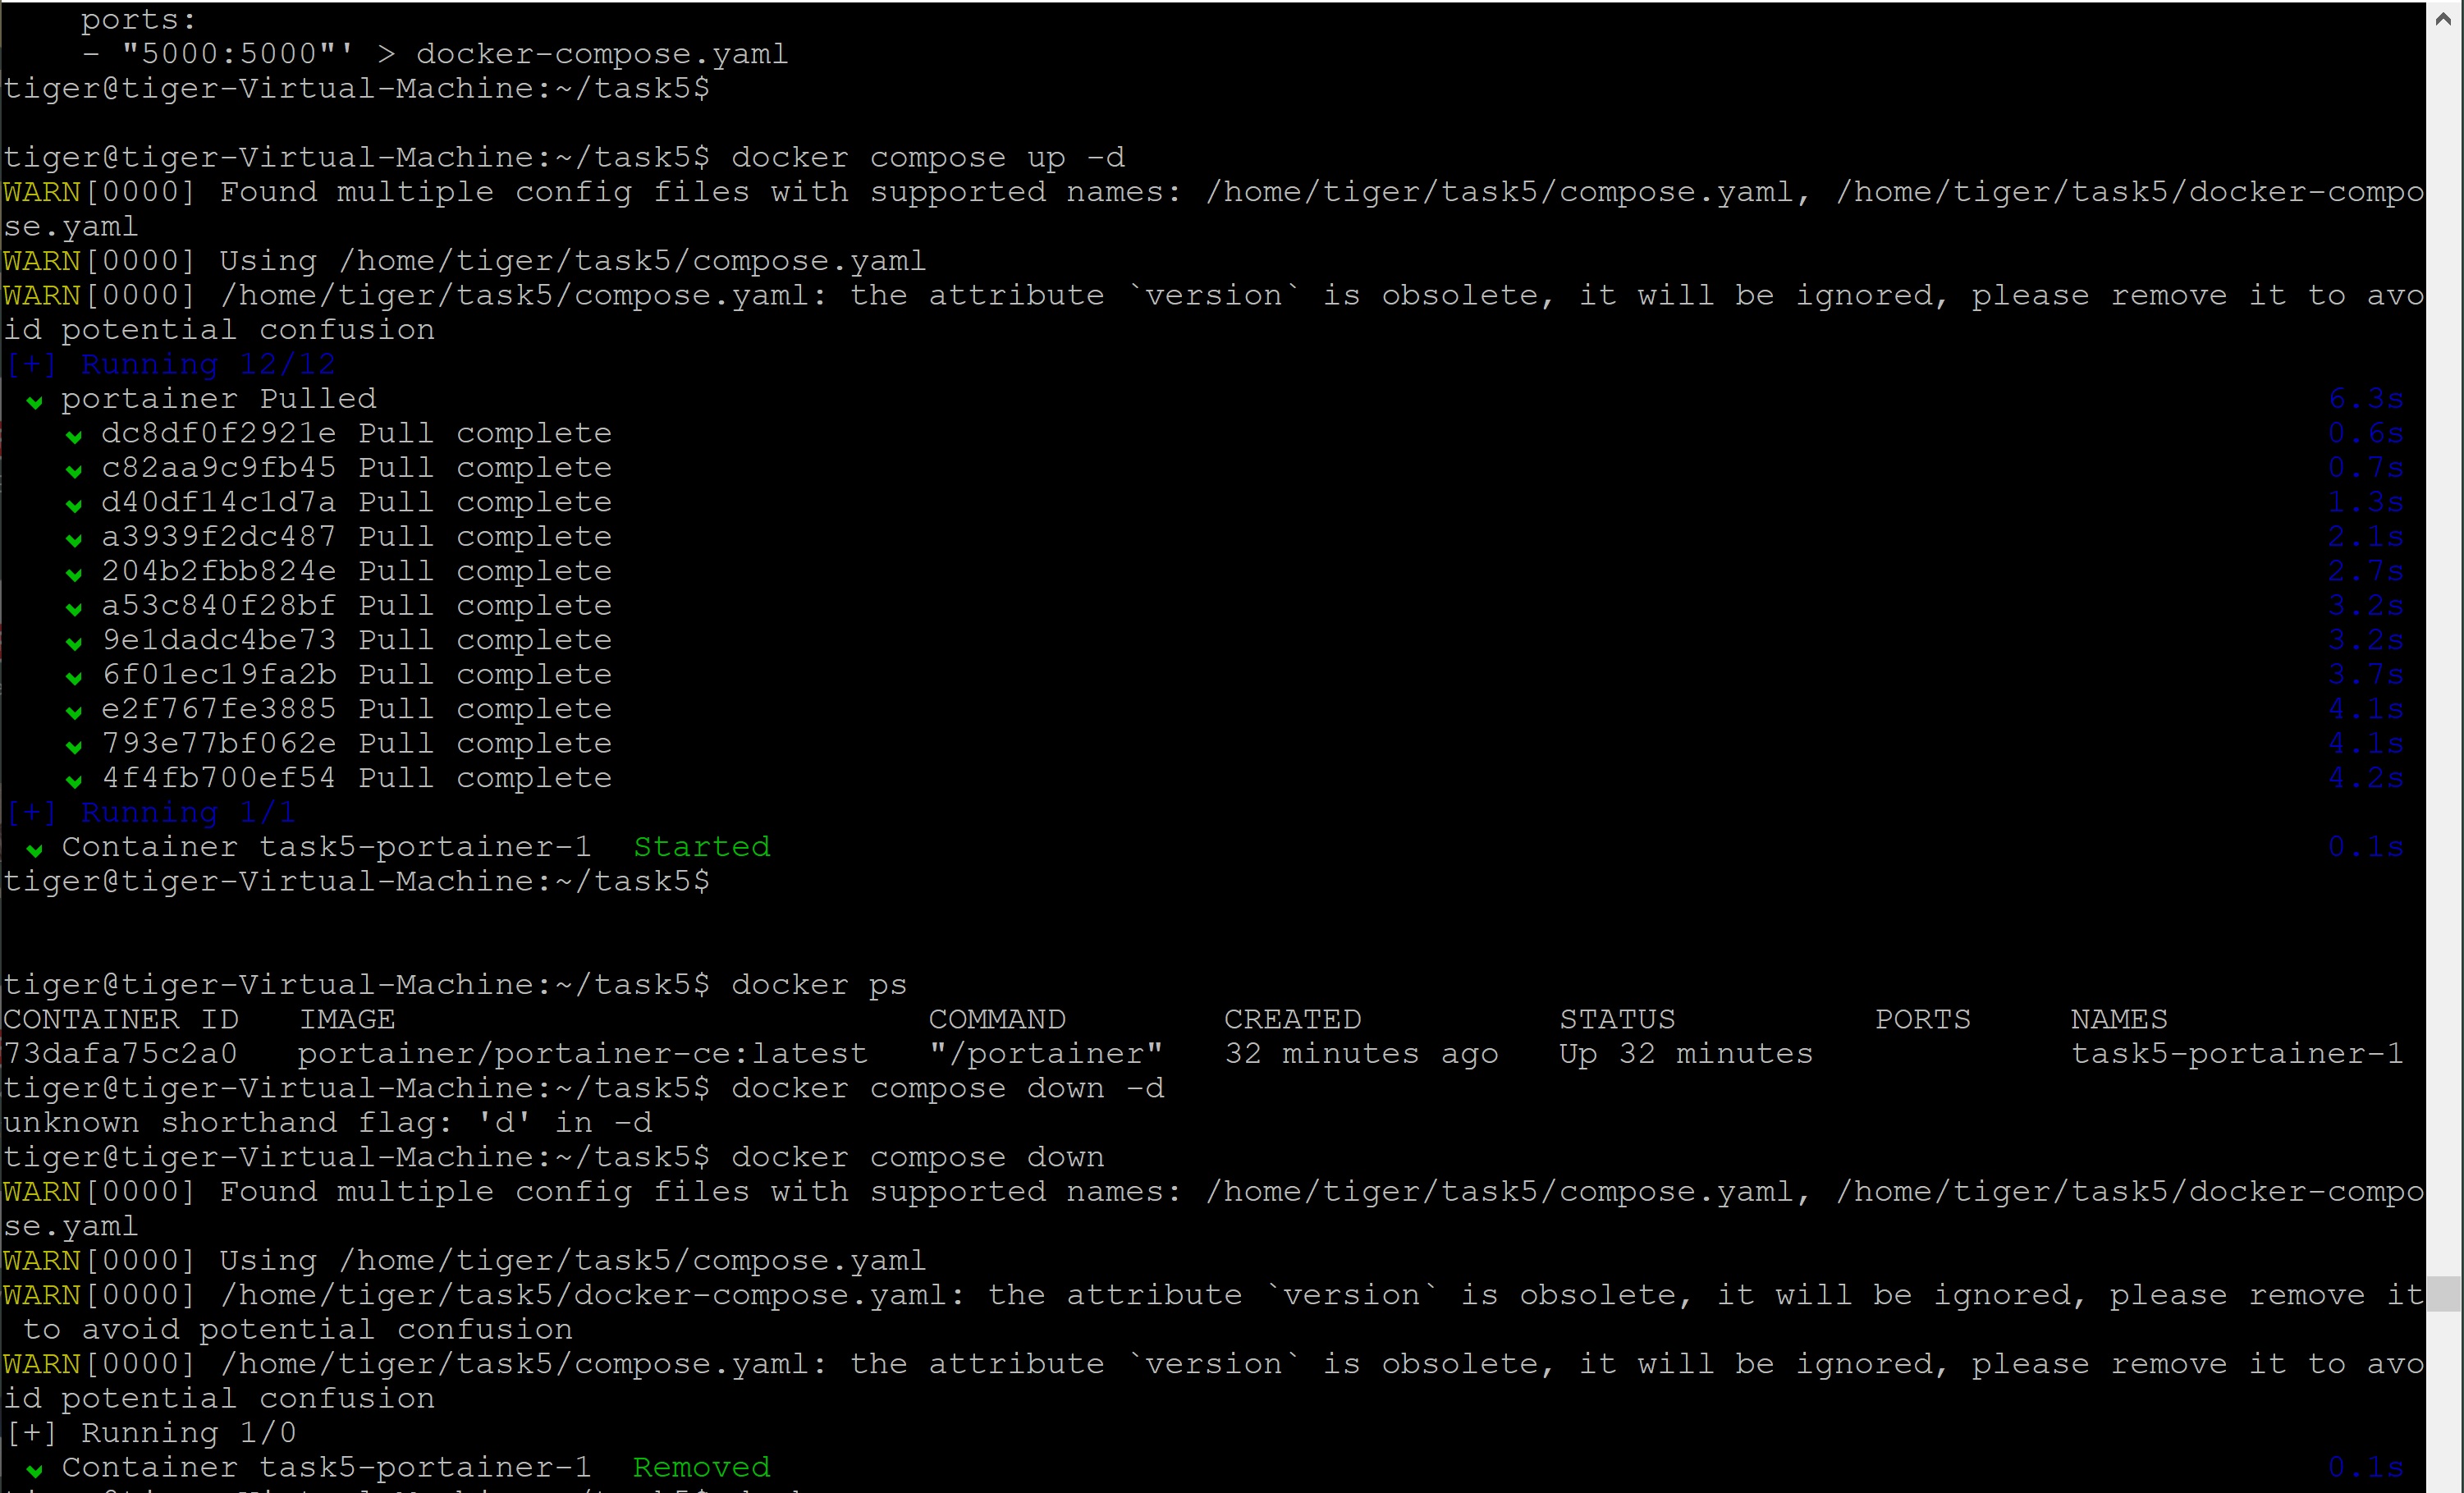 ports:
- "5000:5000"' > docker-compose.yaml
tiger@tiger-Virtual-Machine:~/task5$
tiger@tiger-Virtual-Machine:~/task5$ docker compose up -d
WARN[0000] Found multiple config files with supported names: /home/tiger/task5/compose.yaml, /home/tiger/task5/docker-compo
se.yaml
WARN[0000] Using /home/tiger/task5/compose.yaml
WARN[0000] /home/tiger/task5/compose.yaml: the attribute `version` is obsolete, it will be ignored, please remove it to avo
id potential confusion
[+] Running 12/12
portainer Pulled 6.3s
dc8df0f2921e Pull complete 0.6s
c82aa9c9fb45 Pull complete 0.7s
d40df14c1d7a Pull complete 1.3s
a3939f2dc487 Pull complete 2.1s
204b2fbb824e Pull complete 2.7s
a53c840f28bf Pull complete 3.2s
9e1dadc4be73 Pull complete 3.2s
6f01ec19fa2b Pull complete 3.7s
e2f767fe3885 Pull complete 4.1s
793e77bf062e Pull complete 4.1s
4f4fb700ef54 Pull complete 4.2s
[+] Running 1/1
Container task5-portainer-1 Started 0.1s
tiger@tiger-Virtual-Machine:~/task5$
tiger@tiger-Virtual-Machine:~/task5$ docker ps
CONTAINER ID IMAGE COMMAND CREATED STATUS PORTS NAMES
73dafa75c2a0 portainer/portainer-ce:latest "/portainer" 32 minutes ago Up 32 minutes task5-portainer-1
tiger@tiger-Virtual-Machine:~/task5$ docker compose down -d
unknown shorthand flag: 'd' in -d
tiger@tiger-Virtual-Machine:~/task5$ docker compose down
WARN[0000] Found multiple config files with supported names: /home/tiger/task5/compose.yaml, /home/tiger/task5/docker-compo
se.yaml
WARN[0000] Using /home/tiger/task5/compose.yaml
WARN[0000] /home/tiger/task5/docker-compose.yaml: the attribute `version` is obsolete, it will be ignored, please remove it
to avoid potential confusion
WARN[0000] /home/tiger/task5/compose.yaml: the attribute `version` is obsolete, it will be ignored, please remove it to avo
id potential confusion
[+] Running 1/0
Container task5-portainer-1 Removed 0.1s